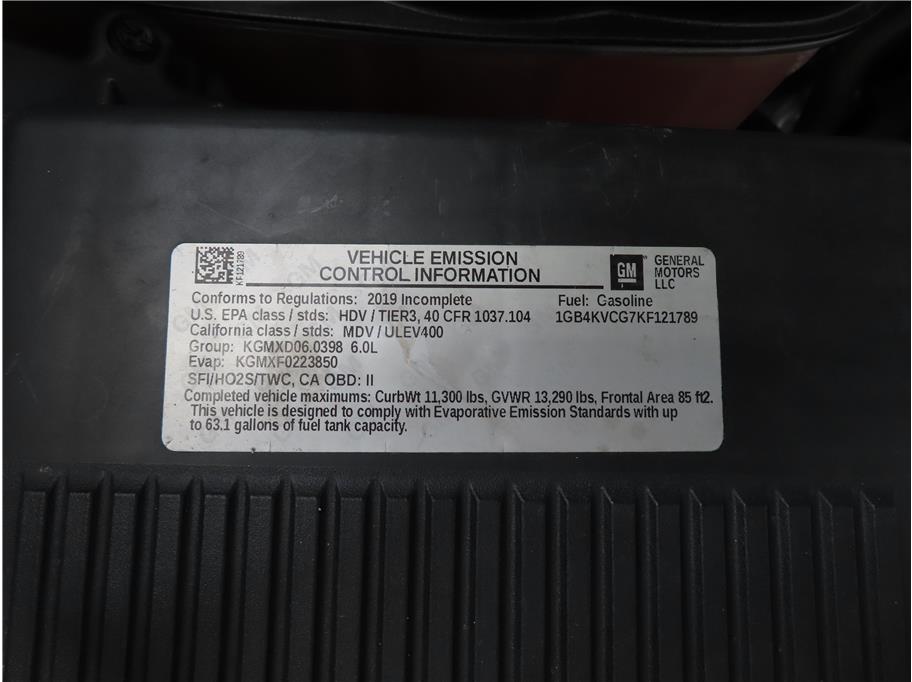 KF121789
VEHICLE EMISSION
CONTROL INFORMATION
GM
GENERAL
MOTORS
LLC
Conforms to Regulations: 2019 Incomplete Fuel: Gasoline
U.S. EPA class / stds: HDV / TIER3, 40 CFR 1037.104 1GB4KVCG7KF121789
California class / stds: MDV / ULEV400
Group: KGMXD06.0398 6.0L
Evap: KGMXF0223850
SFI/HO2S/TWC, CA OBD: II
Completed vehicle maximums: CurbWt 11,300 lbs, GVWR 13,290 lbs, Frontal Area 85 ft2.
This vehicle is designed to comply with Evaporative Emission Standards with up
to 63.1 gallons of fuel tank capacity.